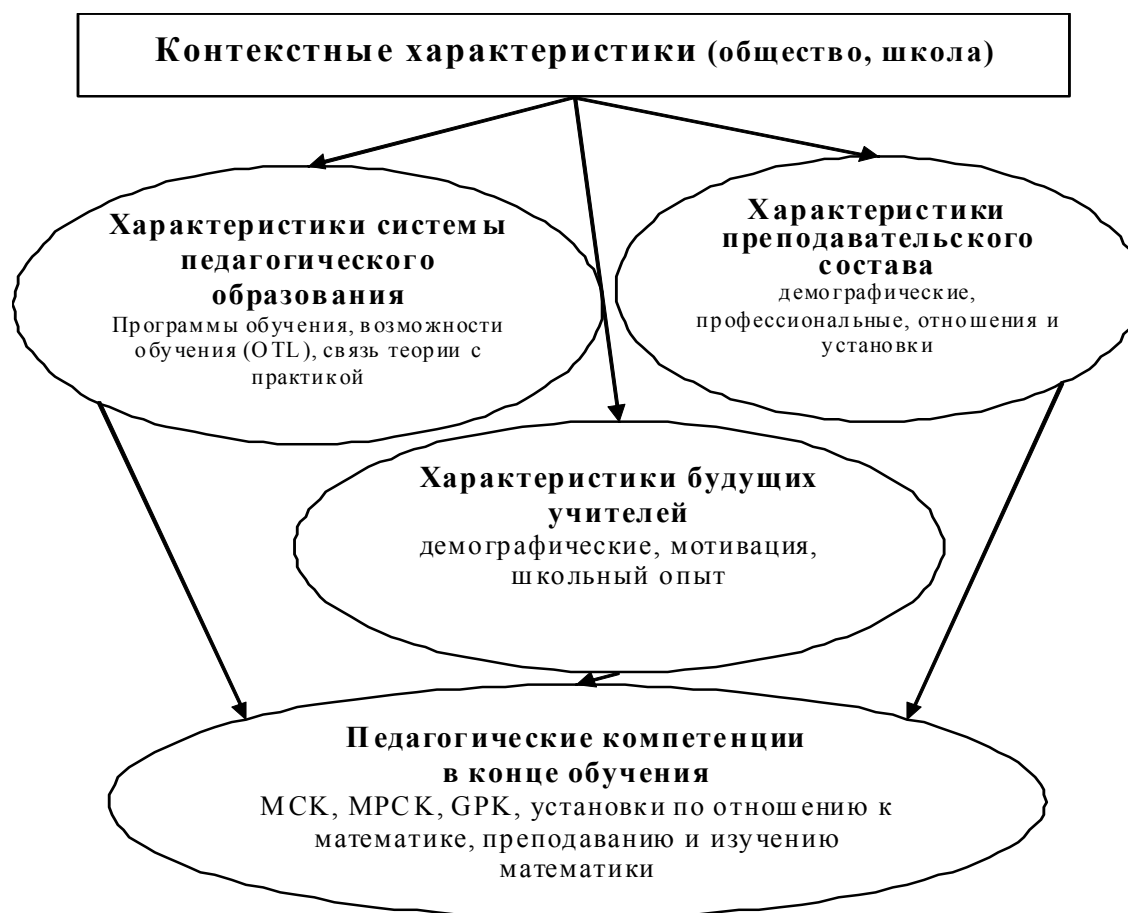 Контекстные характеристики (общество, школа)
Характеристики системы
педагогического
образования
Программы обучения, возможности
обучения (OTL), связь теории с
практикой
Характеристики
преподавательского
состава
демографические,
профессиональные, отношения и
установки
Характеристики будущих
учителей
демографические, мотивация,
школьный опыт
Педагогические компетенции
в конце обучения
MCK, MPCK, GPK, установки по отношению к
математике, преподаванию и изучению
математики